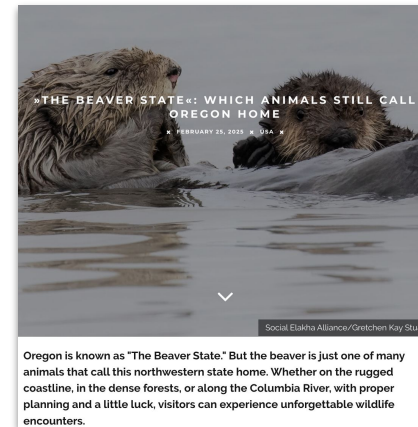 »THE BEAVER STATE«: WHICH ANIMALS STILL CALL
OREGON HOME
× FEBRUARY 25, 2025 × USA ×
Social Elakha Alliance/Gretchen Kay Stu
Oregon is known as "The Beaver State." But the beaver is just one of many
animals that call this northwestern state home. Whether on the rugged
coastline, in the dense forests, or along the Columbia River, with proper
planning and a little luck, visitors can experience unforgettable wildlife
encounters.